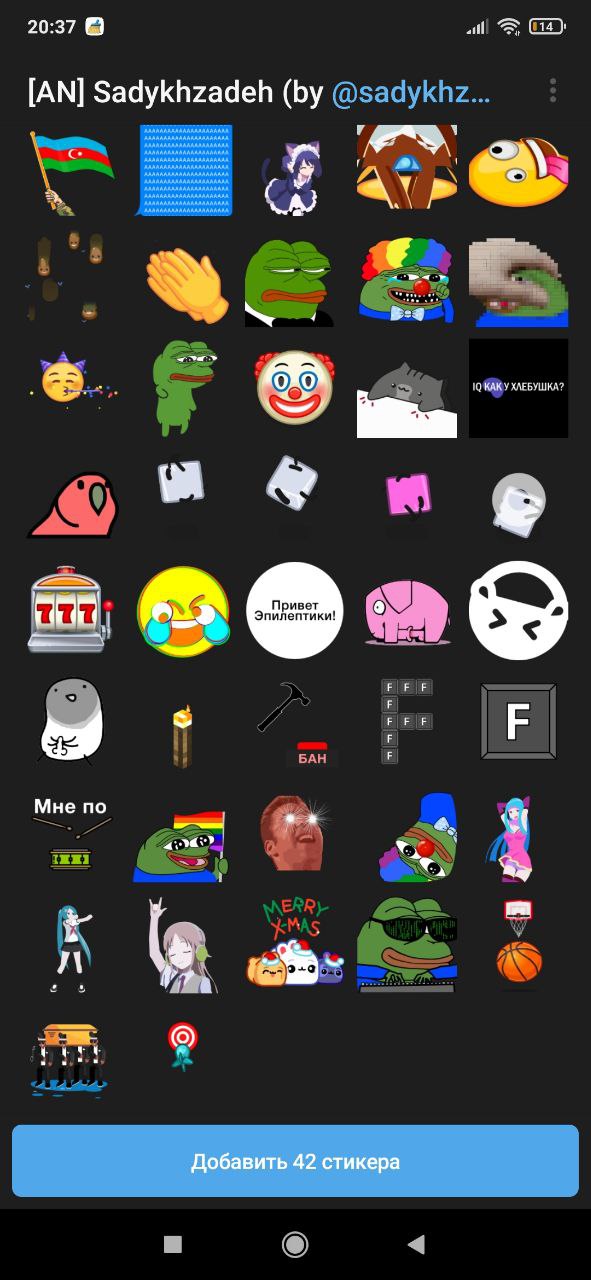 20:37
14
[AN] Sadykhzadeh (by @sadykhz...
IQ КАК У ХЛЕБУШКА?
777
Привет
Эпилептики!
БАН
F F F
F
F F F
F
F
F
Мне по
MERRY
X-MAS
Добавить 42 стикера